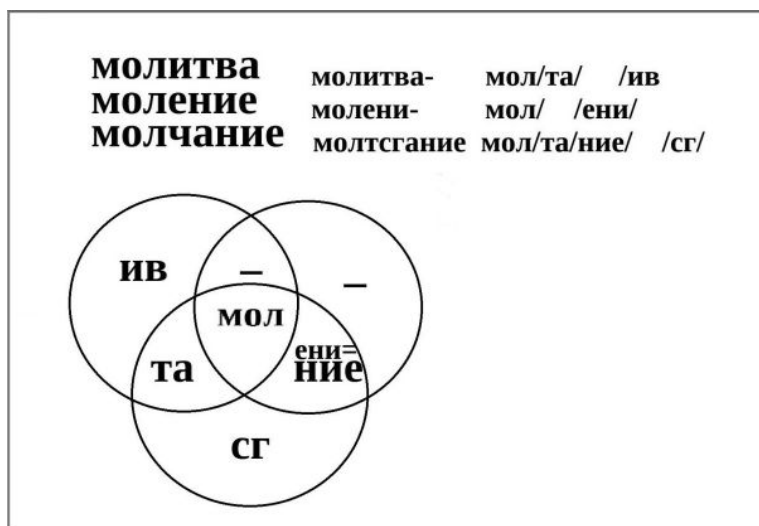 молитва
моление
молчание
молитва- мол/та/ /ив
молени- мол/ /ени/
молтсгание мол/та/ние/ /сг/
ив – –
мол
ени=
та ние
сг